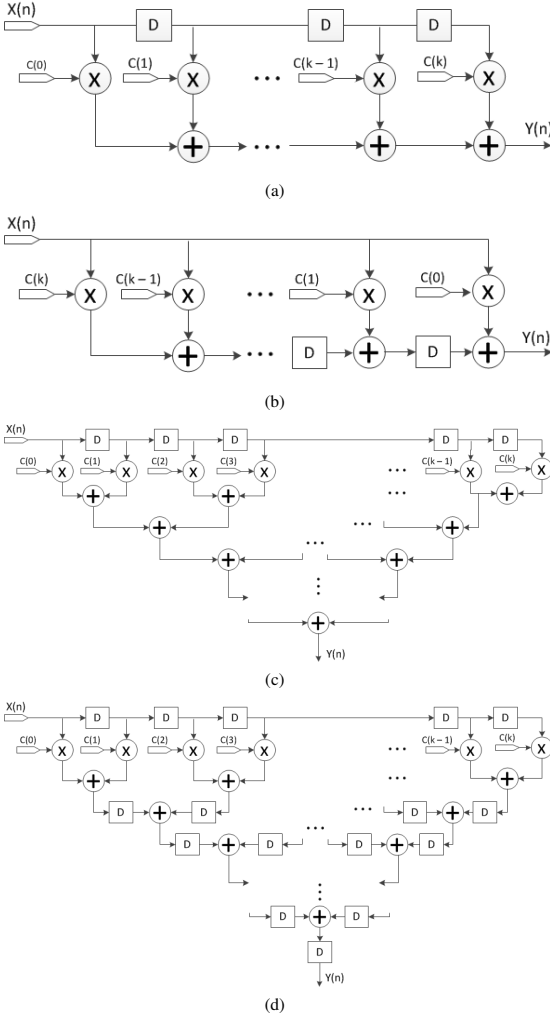 X(n)
D D D
C(0) X C(1) X ... C(k−1) X C(k) X
+ ... + + Y(n)
(a)
X(n)
C(k) X C(k−1) X ... C(1) X C(0) X
+ ... D + D + Y(n)
(b)
X(n)
D D D D D
C(0) X C(1) X C(2) X C(3) X ... C(k−1) X C(k) X
+ + ... +
+ ... +
+ ... +
...
+
Y(n)
(c)
X(n)
D D D D D
C(0) X C(1) X C(2) X C(3) X ... C(k−1) X C(k) X
+ + ... +
D + D ... D + D
D + D ... D + D
...
D + D
D
Y(n)
(d)